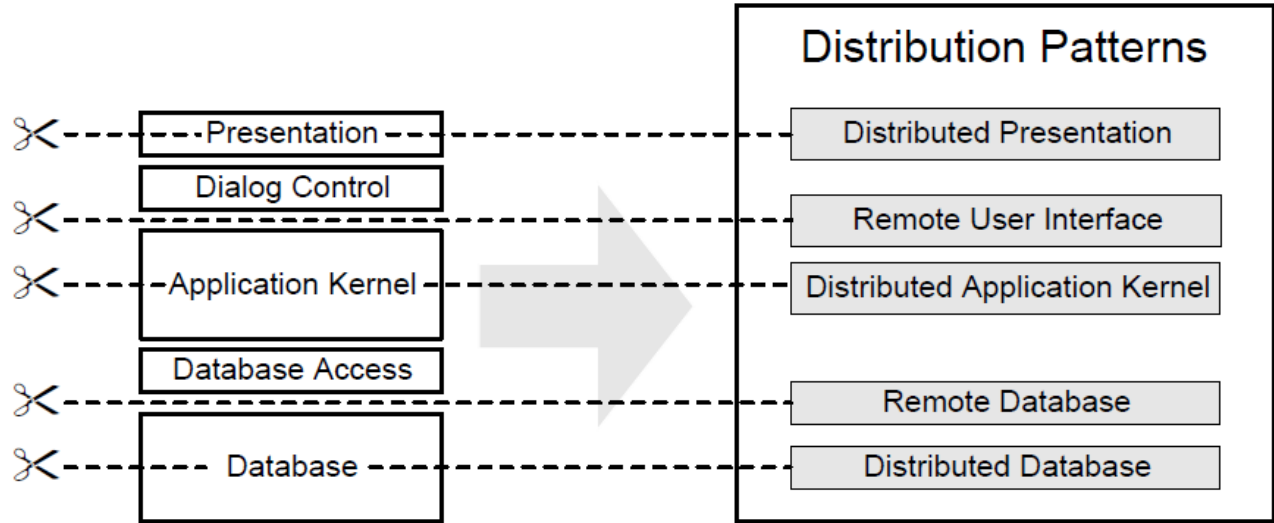 Distribution Patterns
Presentation
Distributed Presentation
Dialog Control
Remote User Interface
Application Kernel
Distributed Application Kernel
Database Access
Remote Database
Database
Distributed Database